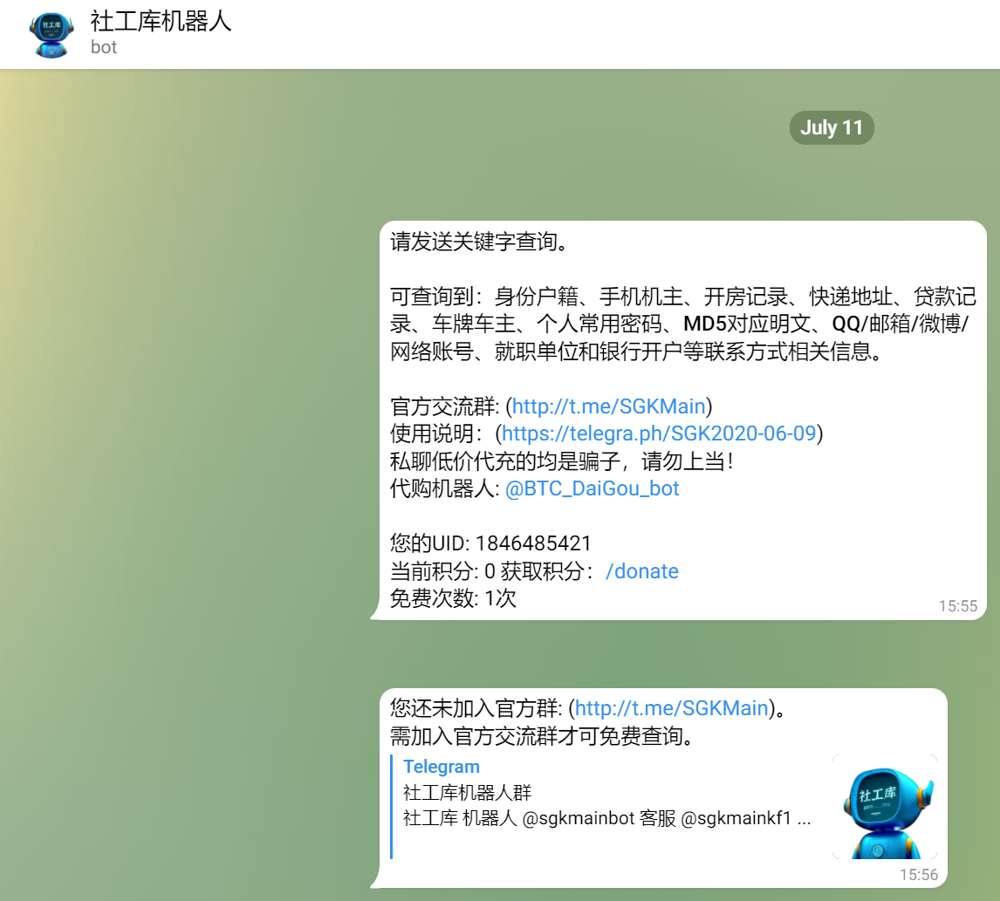 社工库
社工库机器人
bot
July 11
请发送关键字查询。
可查询到：身份户籍、手机机主、开房记录、快递地址、贷款记
录、车牌车主、个人常用密码、MD5对应明文、QQ/邮箱/微博/
网络账号、就职单位和银行开户等联系方式相关信息。
官方交流群: (http://t.me/SGKMain)
使用说明：(https://telegra.ph/SGK2020-06-09)
私聊低价代充的均是骗子，请勿上当！
代购机器人: @BTC_DaiGou_bot
您的UID: 1846485421
当前积分: 0 获取积分：/donate
免费次数: 1次
15:55
您还未加入官方群: (http://t.me/SGKMain)。
需加入官方交流群才可免费查询。
Telegram
社工库机器人群
社工库 机器人 @sgkmainbot 客服 @sgkmainkf1 ...
社工库
15:56